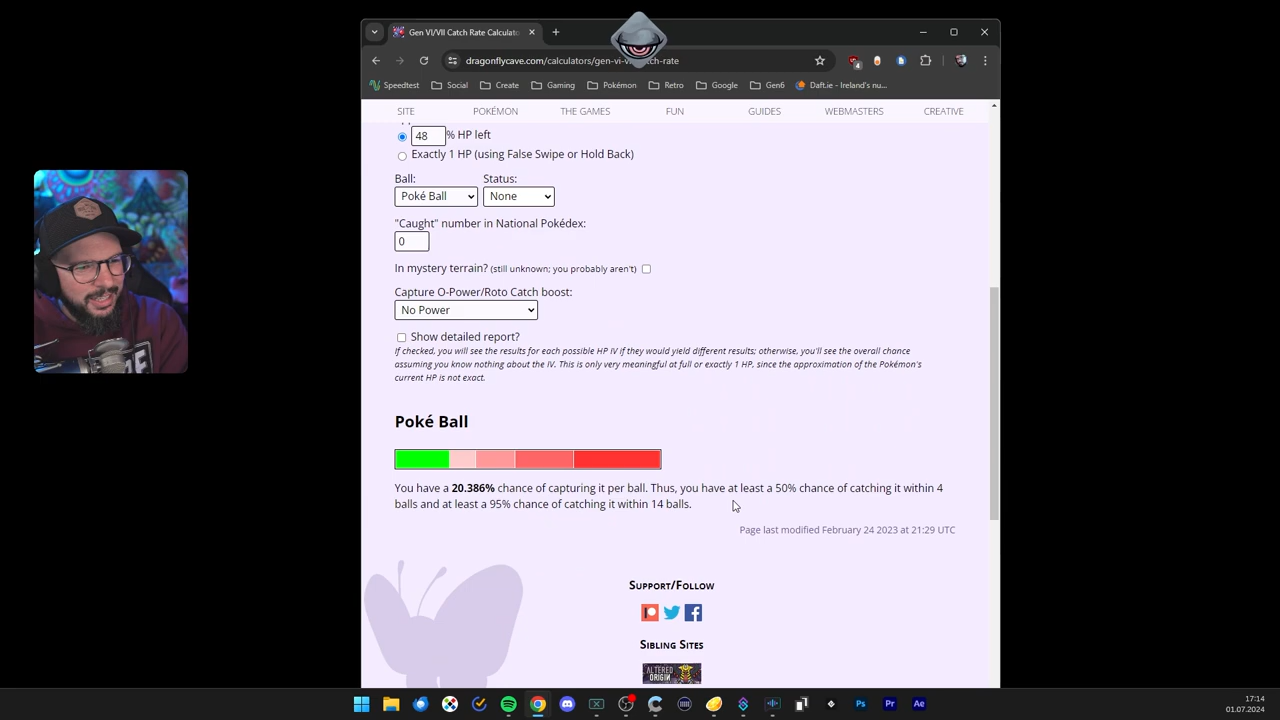 Gen VI/VII Catch Rate Calculato
dragonflycave.com/calculators/gen-vi-v
tch-rate
4
Speedtest
Social
Create
Gaming
Pokémon
Retro
Google
Gen6
Daft.ie - Ireland's nu...
SITE
POKÉMON
THE GAMES
FUN
GUIDES
WEBMASTERS
CREATIVE
48 % HP left
Exactly 1 HP (using False Swipe or Hold Back)
Ball: Status:
Poké Ball None
"Caught" number in National Pokédex:
0
In mystery terrain? (still unknown; you probably aren't)
Capture O-Power/Roto Catch boost:
No Power
Show detailed report?
If checked, you will see the results for each possible HP IV if they would yield different results; otherwise, you'll see the overall chance
assuming you know nothing about the IV. This is only very meaningful at full or exactly 1 HP, since the approximation of the Pokémon's
current HP is not exact.
Poké Ball
You have a 20.386% chance of capturing it per ball. Thus, you have at least a 50% chance of catching it within 4
balls and at least a 95% chance of catching it within 14 balls.
Page last modified February 24 2023 at 21:29 UTC
Support/Follow
Sibling Sites
ALTERED
ORIGIN
Ps
Pr
Ae
17:14
01.07.2024